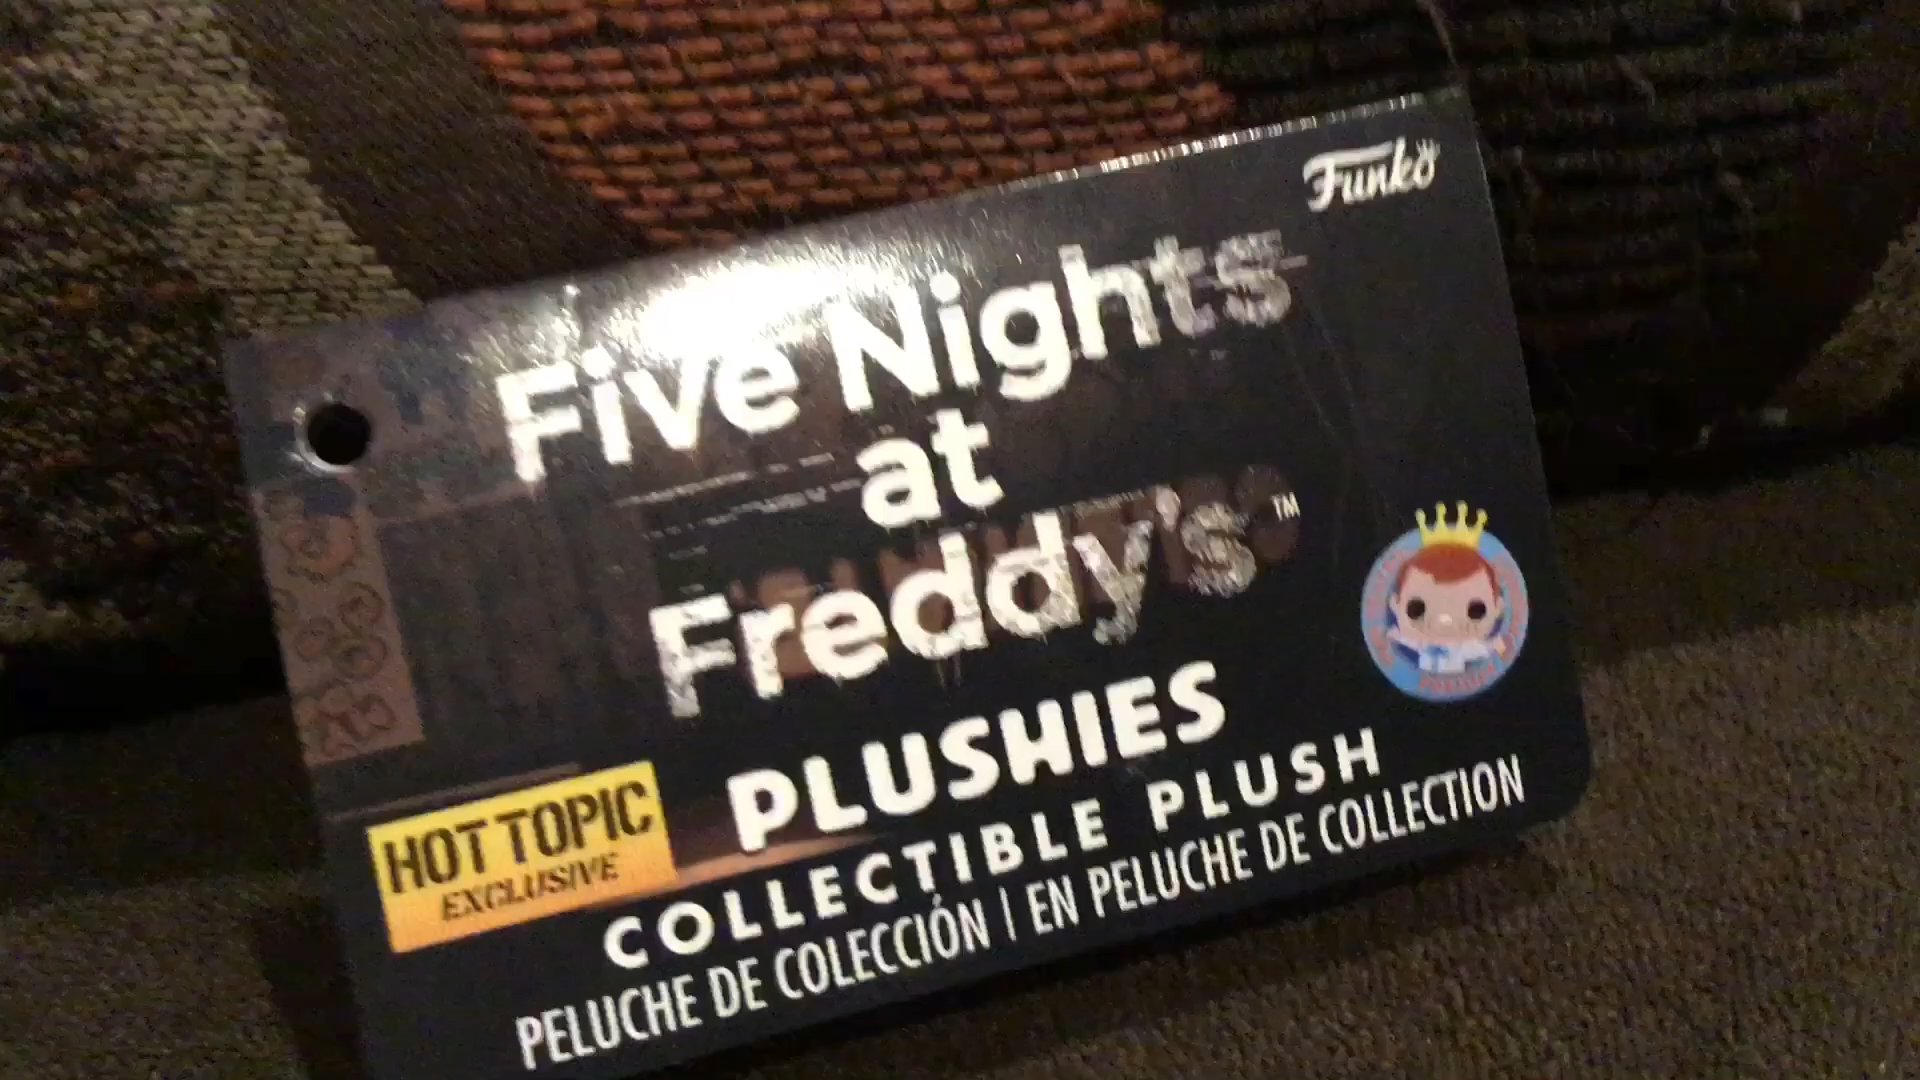 Funko
Five Nights
at
Freddy's™
PLUSHIES
HOT TOPIC
EXCLUSIVE
COLLECTIBLE PLUSH
PELUCHE DE COLECCIÓN | EN PELUCHE DE COLLECTION